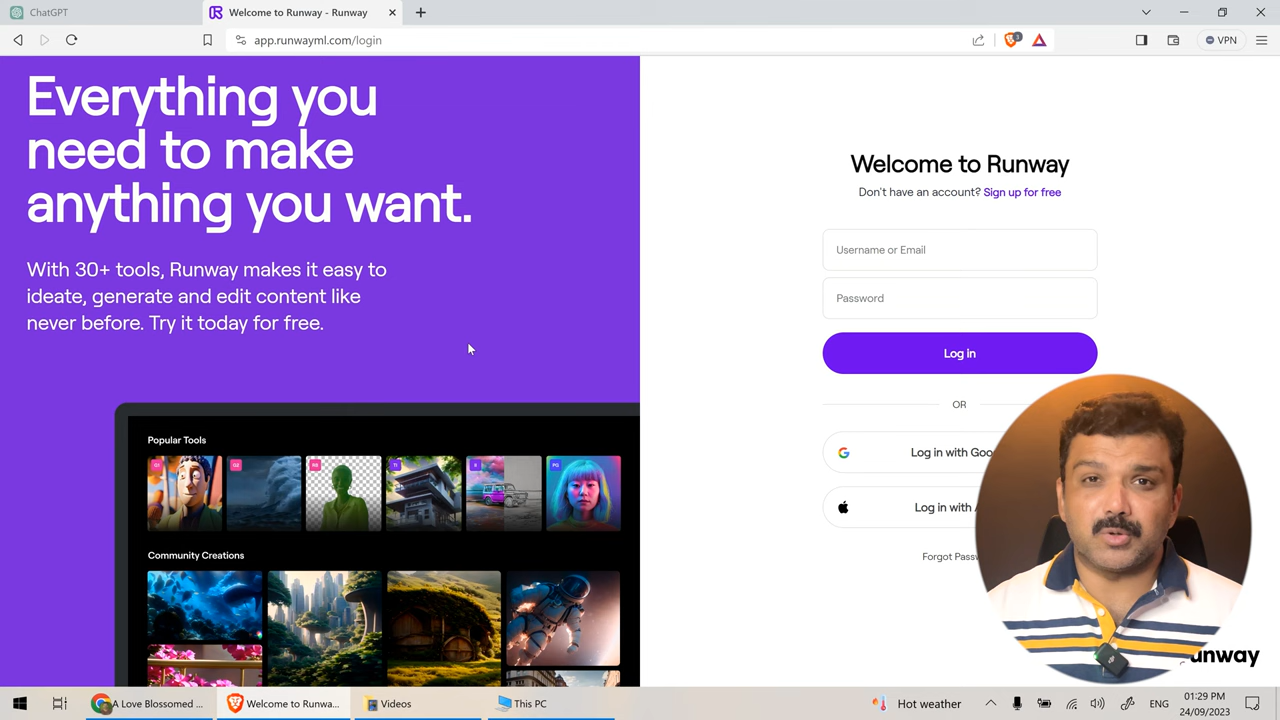 ChatGPT
Welcome to Runway - Runway
app.runwayml.com/login
3
VPN
Everything you
need to make
anything you want.
With 30+ tools, Runway makes it easy to
ideate, generate and edit content like
never before. Try it today for free.
Popular Tools
Community Creations
Welcome to Runway
Don't have an account? Sign up for free
Username or Email
Password
Log in
OR
Log in with Goo
Log in with
Forgot Passw
unway
A Love Blossomed ...
Welcome to Runwa...
Videos
This PC
Hot weather
ENG
01:29 PM
24/09/2023